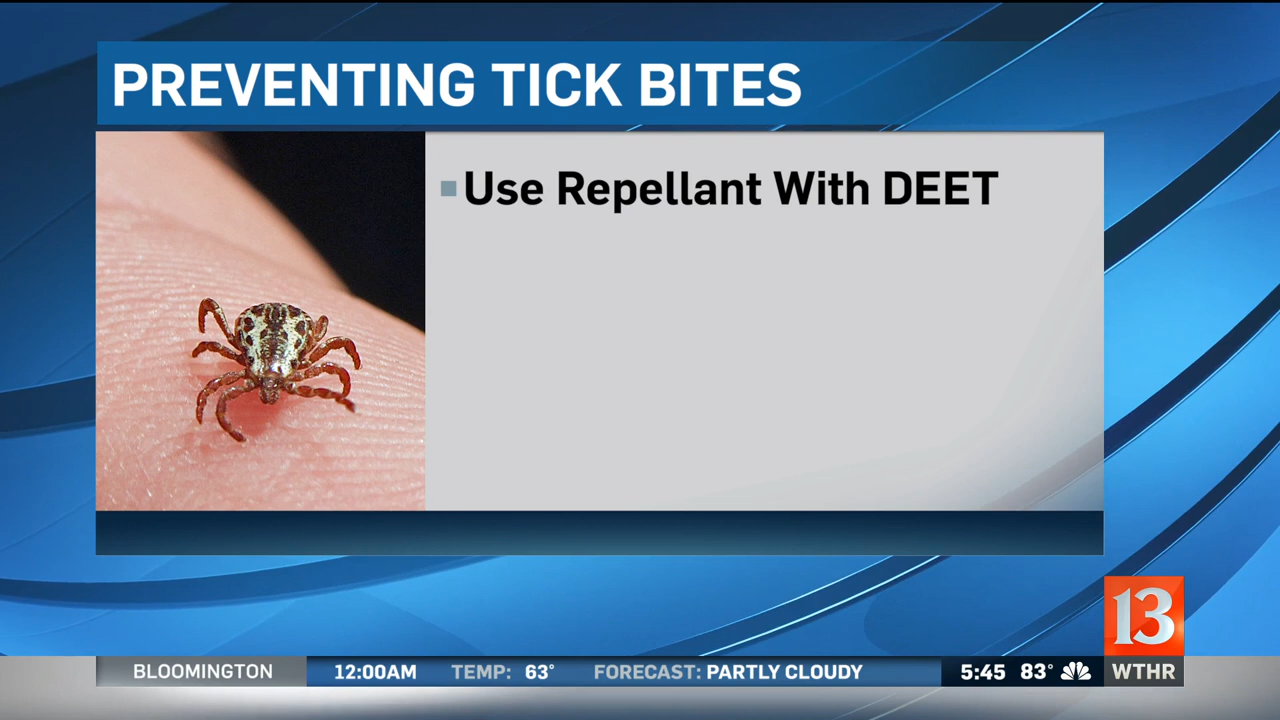 PREVENTING TICK BITES
Use Repellant With DEET
13
BLOOMINGTON 12:00AM TEMP: 63° FORECAST: PARTLY CLOUDY 5:45 83° WTHR